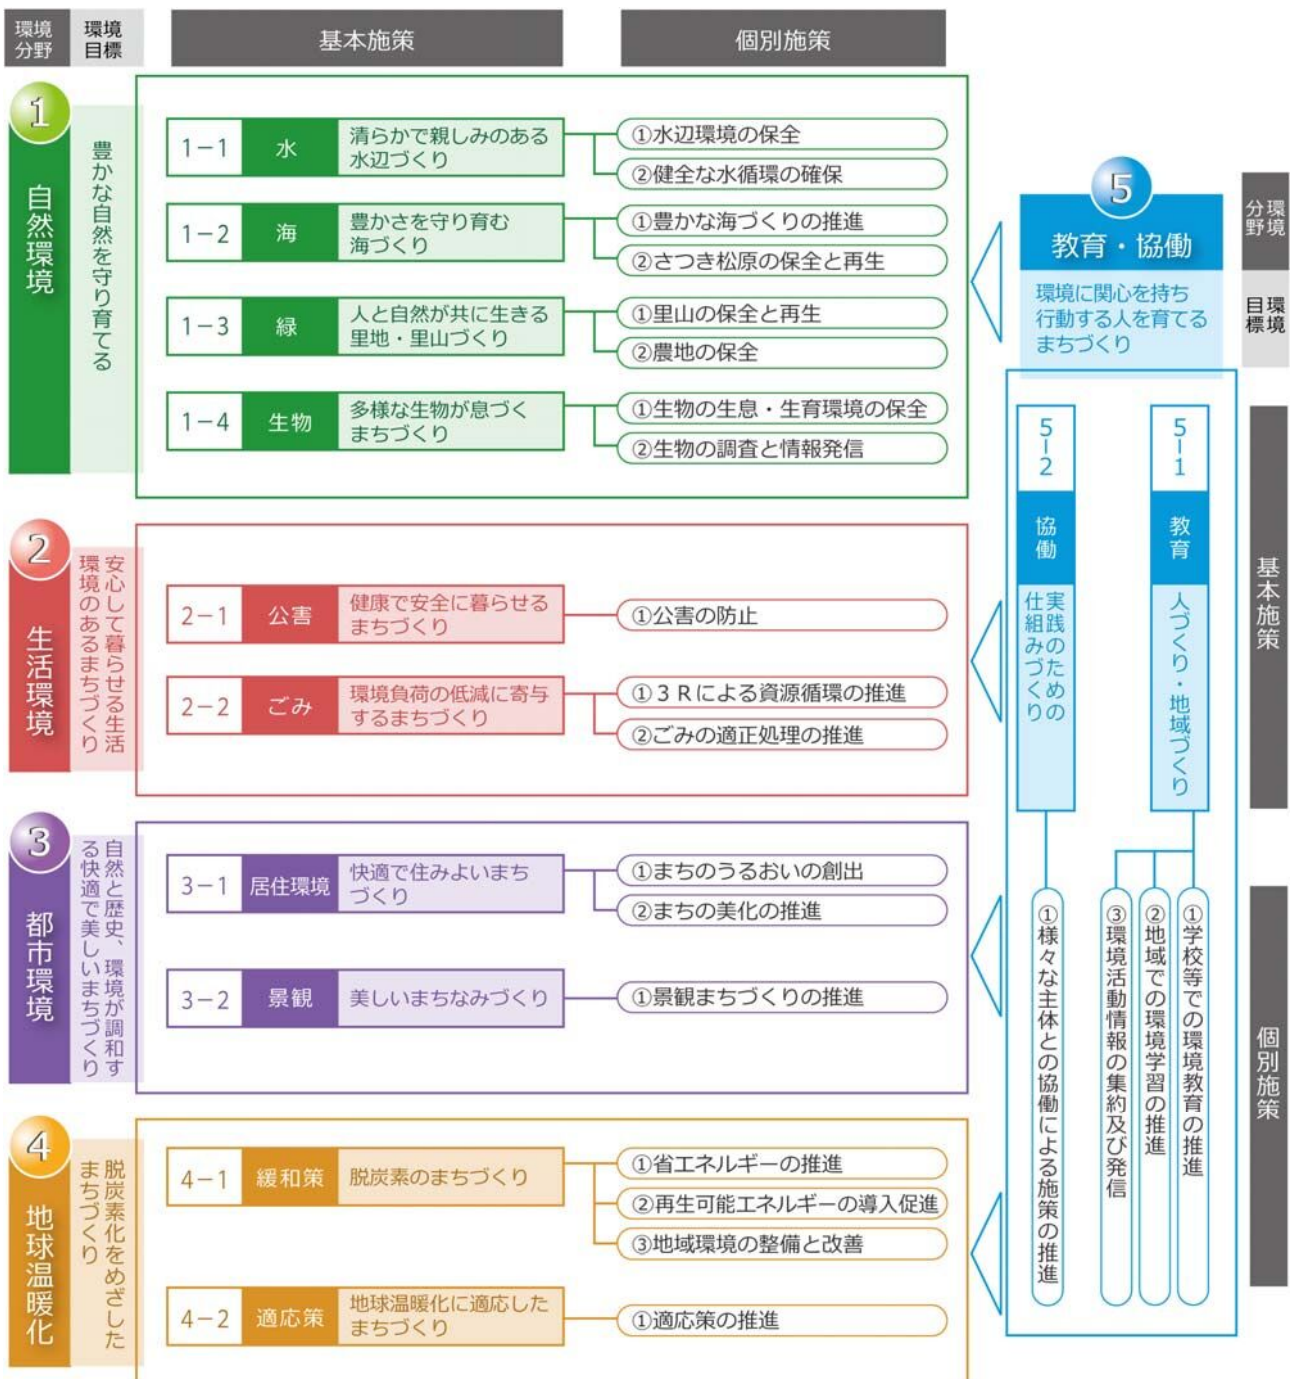 環境
分野
環境
目標
基本施策
個別施策
1
自然環境
豊かな自然を守り育てる
1-1
水
清らかで親しみのある
水辺づくり
①水辺環境の保全
②健全な水循環の確保
1-2
海
豊かさを守り育む
海づくり
①豊かな海づくりの推進
②さつき松原の保全と再生
1-3
緑
人と自然が共に生きる
里地・里山づくり
①里山の保全と再生
②農地の保全
1-4
生物
多様な生物が息づく
まちづくり
①生物の生息・生育環境の保全
②生物の調査と情報発信
2
生活環境
安心して暮らせる生活
環境のあるまちづくり
2-1
公害
健康で安全に暮らせる
まちづくり
①公害の防止
2-2
ごみ
環境負荷の低減に寄与
するまちづくり
①3Rによる資源循環の推進
②ごみの適正処理の推進
3
都市環境
自然と歴史、環境が調和す
る快適で美しいまちづくり
3-1
居住環境
快適で住みよいまち
づくり
①まちのうるおいの創出
②まちの美化の推進
3-2
景観
美しいまちなみづくり
①景観まちづくりの推進
4
地球温暖化
脱炭素化をめざした
まちづくり
4-1
緩和策
脱炭素のまちづくり
①省エネルギーの推進
②再生可能エネルギーの導入促進
③地域環境の整備と改善
4-2
適応策
地球温暖化に適応した
まちづくり
①適応策の推進
5
教育・協働
環境に関心を持ち
行動する人を育てる
まちづくり
環境
分野
環境
目標
基本施策
個別施策
5-1
教育
人づくり・地域づくり
①学校等での環境教育の推進
②地域での環境学習の推進
③環境活動情報の集約及び発信
5-2
協働
実践のための
仕組みづくり
①様々な主体との協働による施策の推進